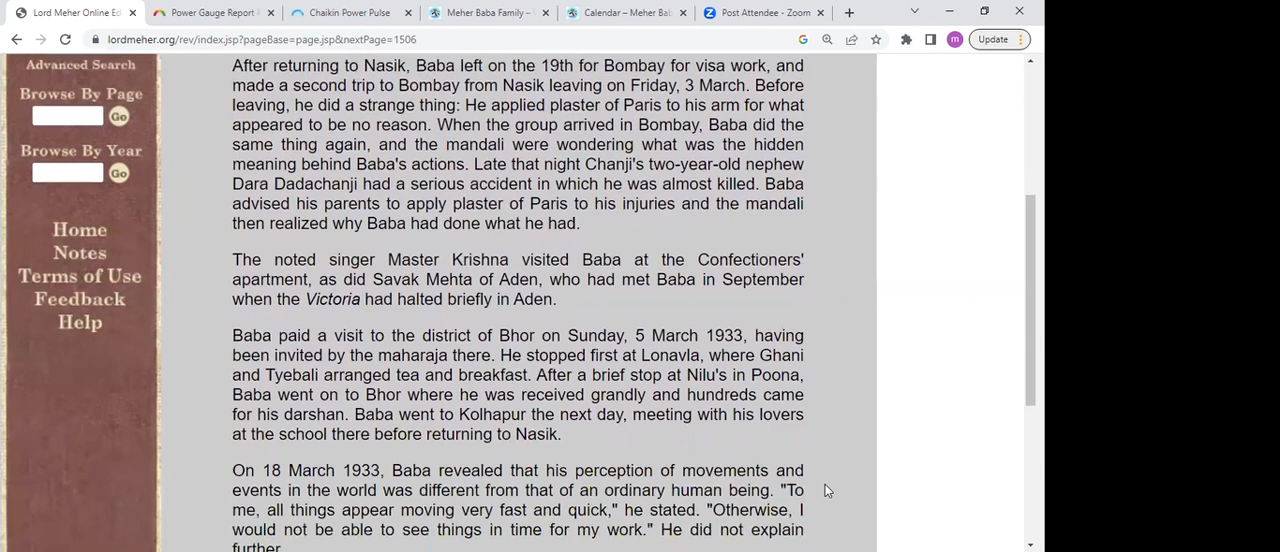 Lord Meher Online Ed
Power Gauge Report
Chaikin Power Pulse
Meher Baba Family –
Calendar – Meher Bab
Post Attendee - Zoom
lordmeher.org/rev/index.jsp?pageBase=page.jsp&nextPage=1506
m
Update
Advanced Search
Browse By Page
Go
Browse By Year
Go
Home
Notes
Terms of Use
Feedback
Help
After returning to Nasik, Baba left on the 19th for Bombay for visa work, and
made a second trip to Bombay from Nasik leaving on Friday, 3 March. Before
leaving, he did a strange thing: He applied plaster of Paris to his arm for what
appeared to be no reason. When the group arrived in Bombay, Baba did the
same thing again, and the mandali were wondering what was the hidden
meaning behind Baba's actions. Late that night Chanji's two-year-old nephew
Dara Dadachanji had a serious accident in which he was almost killed. Baba
advised his parents to apply plaster of Paris to his injuries and the mandali
then realized why Baba had done what he had.
The noted singer Master Krishna visited Baba at the Confectioners'
apartment, as did Savak Mehta of Aden, who had met Baba in September
when the Victoria had halted briefly in Aden.
Baba paid a visit to the district of Bhor on Sunday, 5 March 1933, having
been invited by the maharaja there. He stopped first at Lonavla, where Ghani
and Tyebali arranged tea and breakfast. After a brief stop at Nilu's in Poona,
Baba went on to Bhor where he was received grandly and hundreds came
for his darshan. Baba went to Kolhapur the next day, meeting with his lovers
at the school there before returning to Nasik.
On 18 March 1933, Baba revealed that his perception of movements and
events in the world was different from that of an ordinary human being. "To
me, all things appear moving very fast and quick," he stated. "Otherwise, I
would not be able to see things in time for my work." He did not explain
further.